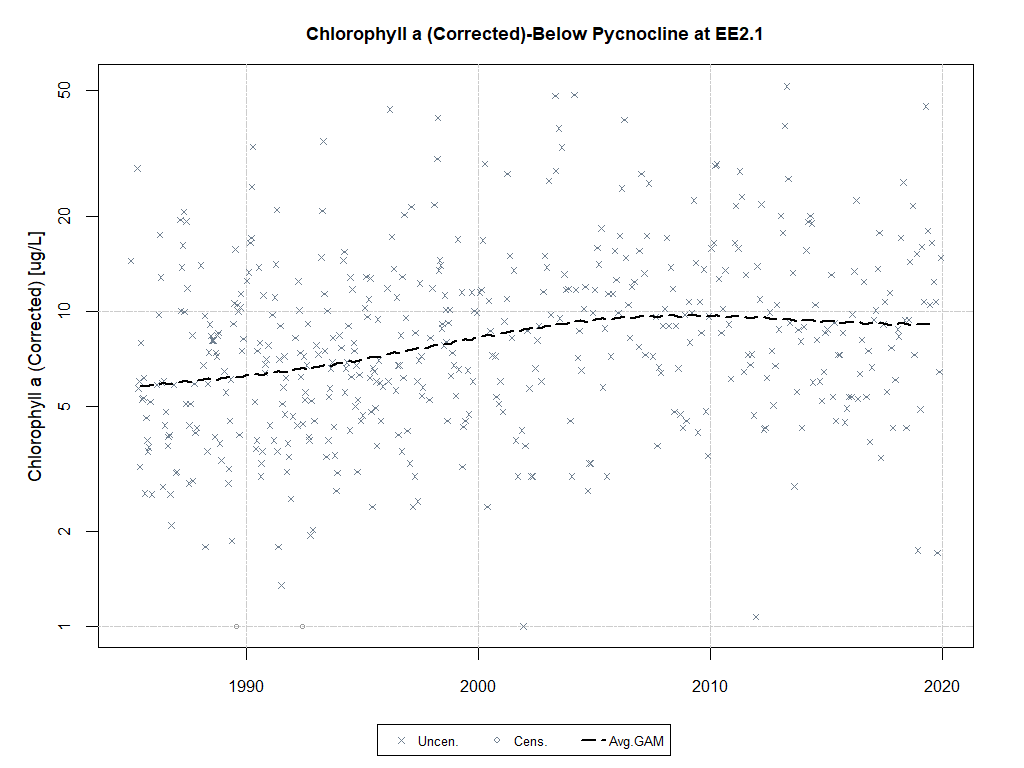 Chlorophyll a (Corrected)-Below Pycnocline at EE2.1
Chlorophyll a (Corrected) [ug/L]
50
20
10
5
2
1
1990 2000 2010 2020
Uncen. Cens. Avg.GAM